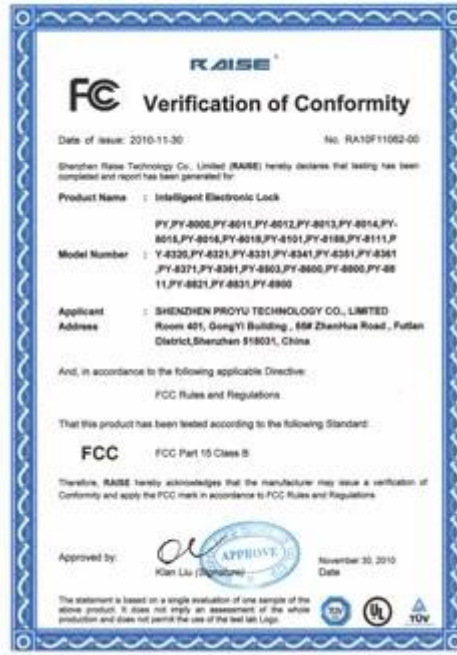 RAISE
FC Verification of Conformity
Date of issue: 2010-11-30 No. RA10F11062-00
Shenzhen Raise Technology Co., Limited (RAISE) hereby declares that testing has been
completed and report has been generated for
Product Name : Intelligent Electronic Lock
PY,PY-8000,PY-8011,PY-8012,PY-8013,PY-8014,PY-
8015,PY-8016,PY-8018,PY-8101,PY-8188,PY-8111,P
Model Number : Y-8320,PY-8321,PY-8331,PY-8341,PY-8351,PY-8361
,PY-8371,PY-8381,PY-8503,PY-8600,PY-8800,PY-88
11,PY-8821,PY-8831,PY-8900
Applicant : SHENZHEN PROYU TECHNOLOGY CO., LIMITED
Address Room 401, GongYi Building , 66# ZhenHua Road , Futian
District,Shenzhen 518031, China
And, in accordance to the following applicable Directive:
FCC Rules and Regulations
That this product has been tested according to the following Standard:
FCC FCC Part 15 Class B
Therefore, RAISE hereby acknowledges that the manufacturer may issue a verification of
Conformity and apply the FCC mark in accordance to FCC Rules and Regulations
Approved by: APPROVE November 30, 2010
Kian Liu (Signature) Date
The statement is based on a single evaluation of one sample of the
above product. It does not imply an assessment of the whole
production and does not permit the use of the test lab Logo.
TÜV UL TÜV